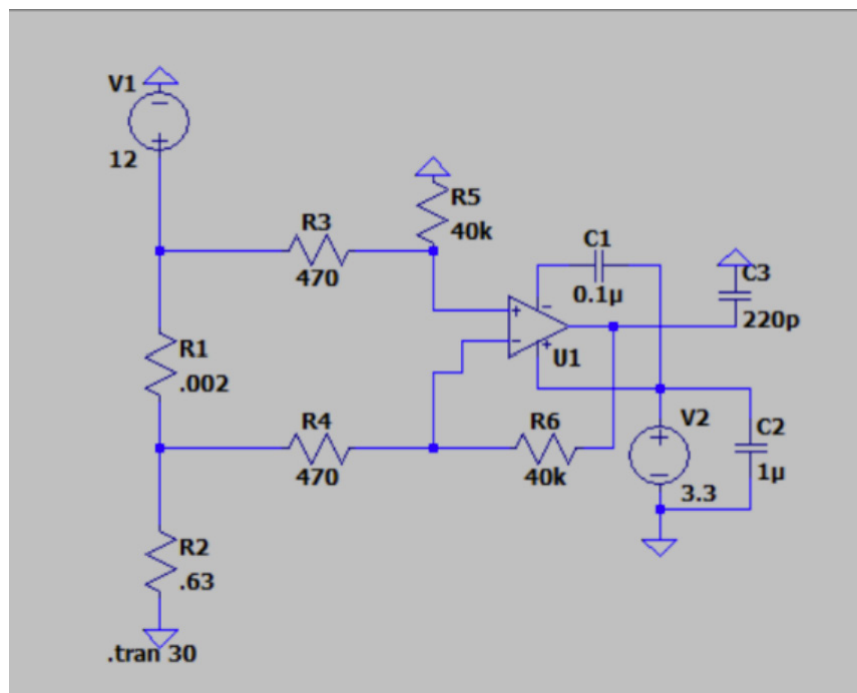 V1
12
R5
40k
R3
470
C1
0.1µ
C3
220p
+
−
−
+
U1
R1
.002
R4
470
R6
40k
V2
3.3
C2
1µ
R2
.63
.tran 30